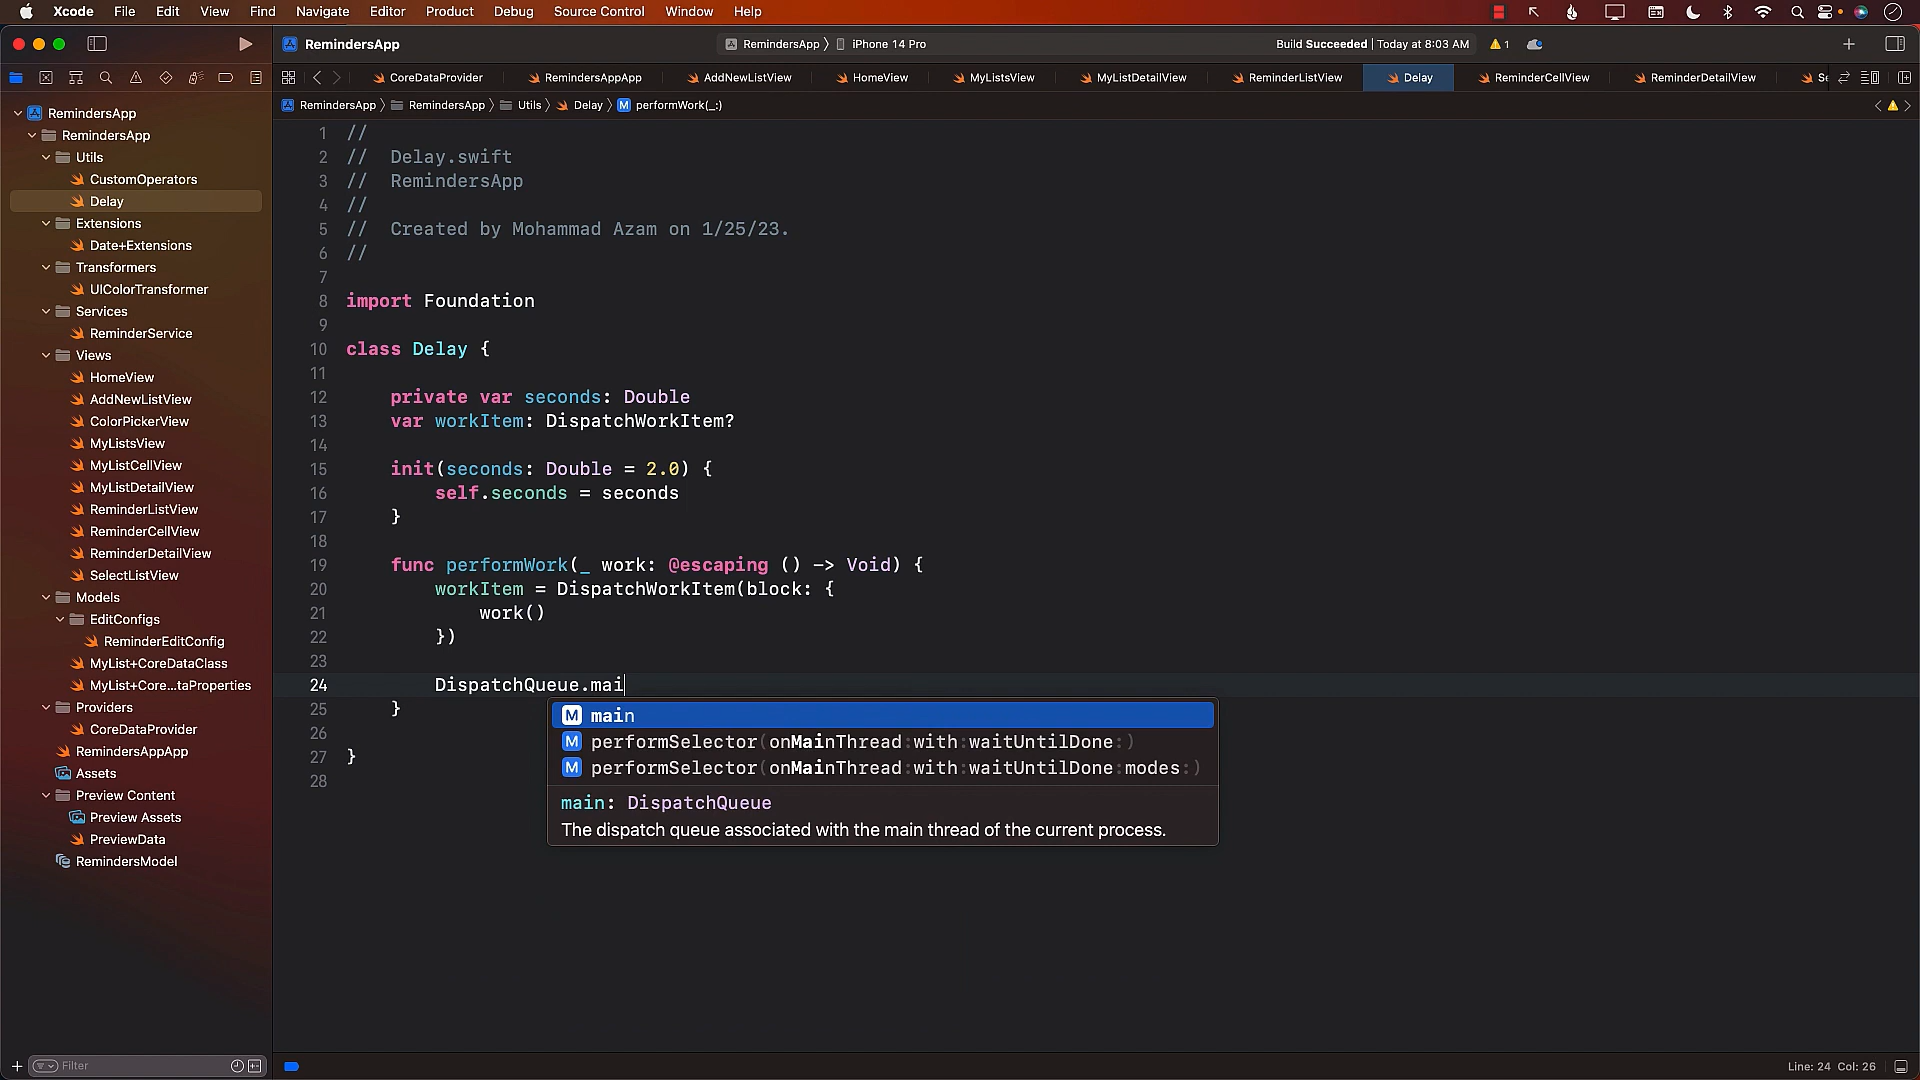 Xcode File Edit View Find Navigate Editor Product Debug Source Control Window Help
RemindersApp
RemindersApp 〉 iPhone 14 Pro
Build Succeeded | Today at 8:03 AM
1
CoreDataProvider RemindersAppApp AddNewListView HomeView MyListsView MyListDetailView ReminderListView Delay ReminderCellView ReminderDetailView Se
RemindersApp 〉 RemindersApp 〉 Utils 〉 Delay 〉 M performWork(_:)
RemindersApp
RemindersApp
Utils
CustomOperators
Delay
Extensions
Date+Extensions
Transformers
UIColorTransformer
Services
ReminderService
Views
HomeView
AddNewListView
ColorPickerView
MyListsView
MyListCellView
MyListDetailView
ReminderListView
ReminderCellView
ReminderDetailView
SelectListView
Models
EditConfigs
ReminderEditConfig
MyList+CoreDataClass
MyList+Core...taProperties
Providers
CoreDataProvider
RemindersAppApp
Assets
Preview Content
Preview Assets
PreviewData
RemindersModel
Filter
1 //
2 //  Delay.swift
3 //  RemindersApp
4 //
5 //  Created by Mohammad Azam on 1/25/23.
6 //
7
8 import Foundation
9
10 class Delay {
11
12     private var seconds: Double
13     var workItem: DispatchWorkItem?
14
15     init(seconds: Double = 2.0) {
16         self.seconds = seconds
17     }
18
19     func performWork(_ work: @escaping () -> Void) {
20         workItem = DispatchWorkItem(block: {
21             work()
22         })
23
24         DispatchQueue.mai
25     }
26
27 }
28
M main
M performSelector(onMainThread:with:waitUntilDone:)
M performSelector(onMainThread:with:waitUntilDone:modes:)
main: DispatchQueue
The dispatch queue associated with the main thread of the current process.
Line: 24 Col: 26